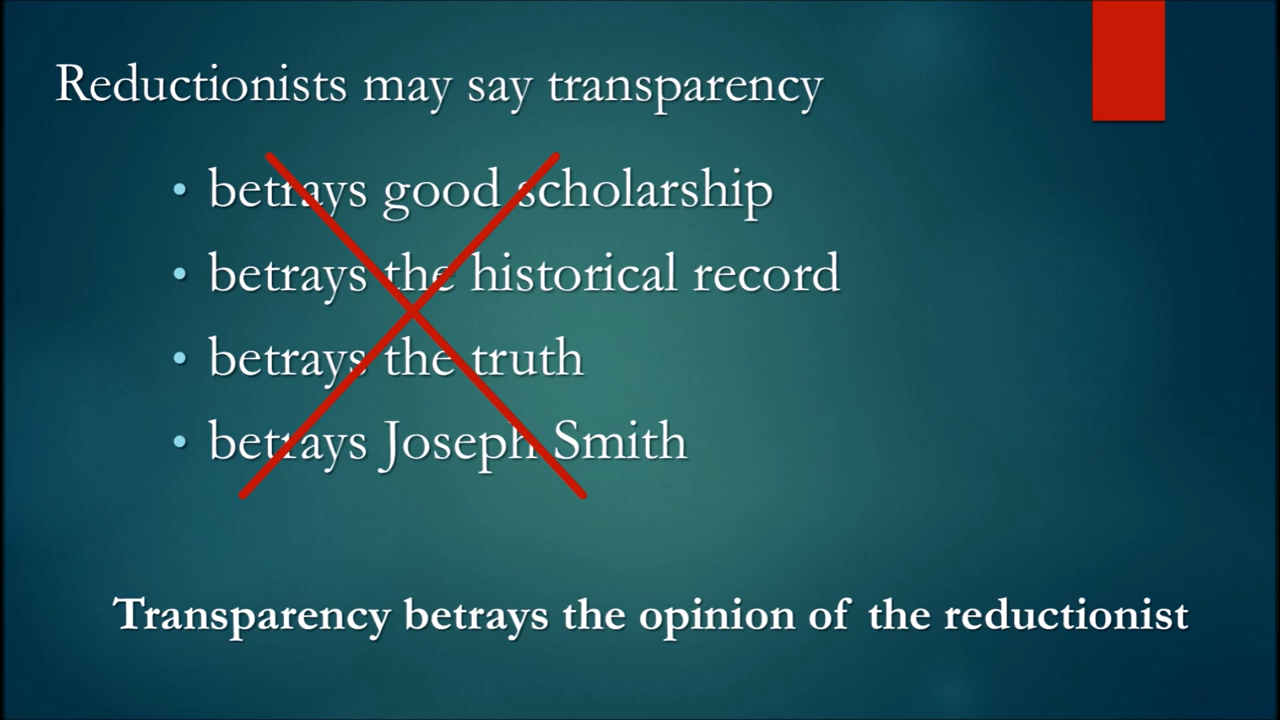 Reductionists may say transparency
• betrays good scholarship
• betrays the historical record
• betrays the truth
• betrays Joseph Smith
Transparency betrays the opinion of the reductionist